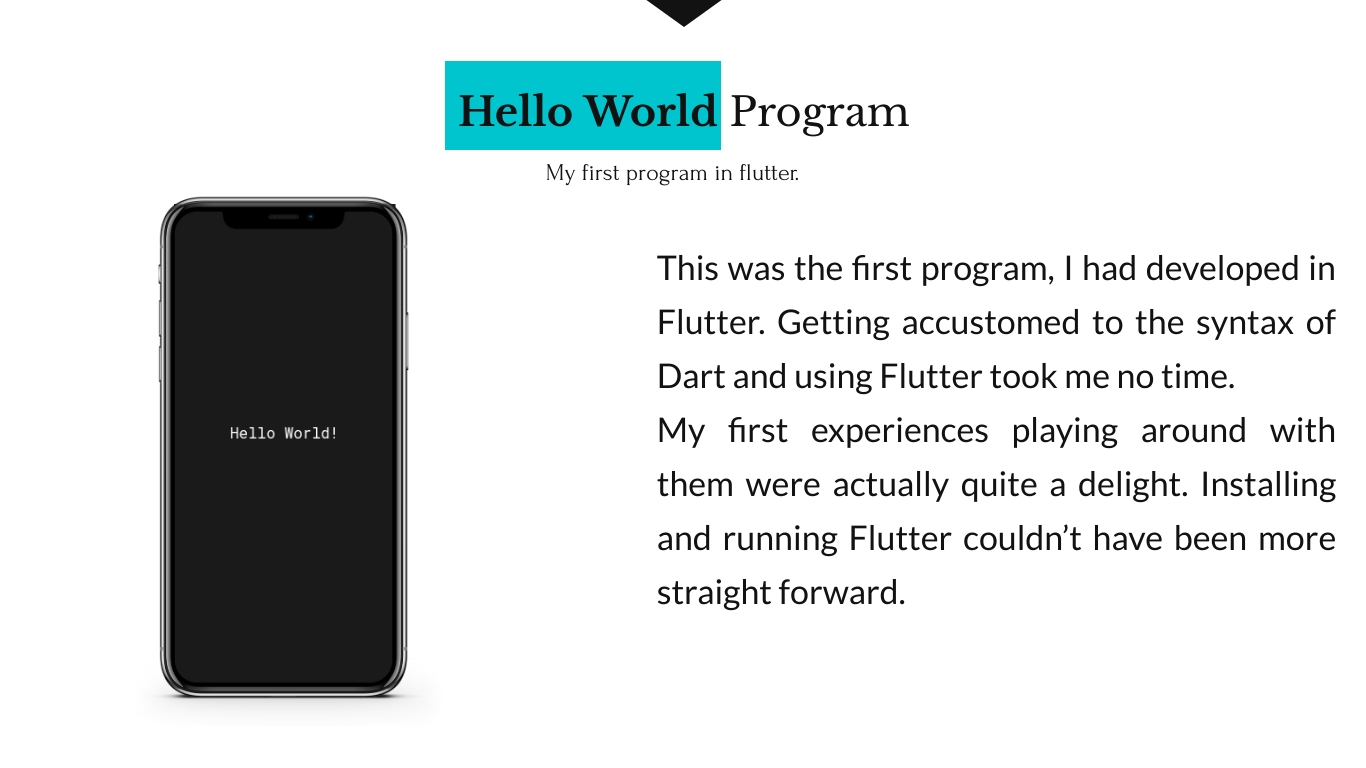 Hello World Program
My first program in flutter.
Hello World!
This was the first program, I had developed in
Flutter. Getting accustomed to the syntax of
Dart and using Flutter took me no time.
My first experiences playing around with
them were actually quite a delight. Installing
and running Flutter couldn’t have been more
straight forward.